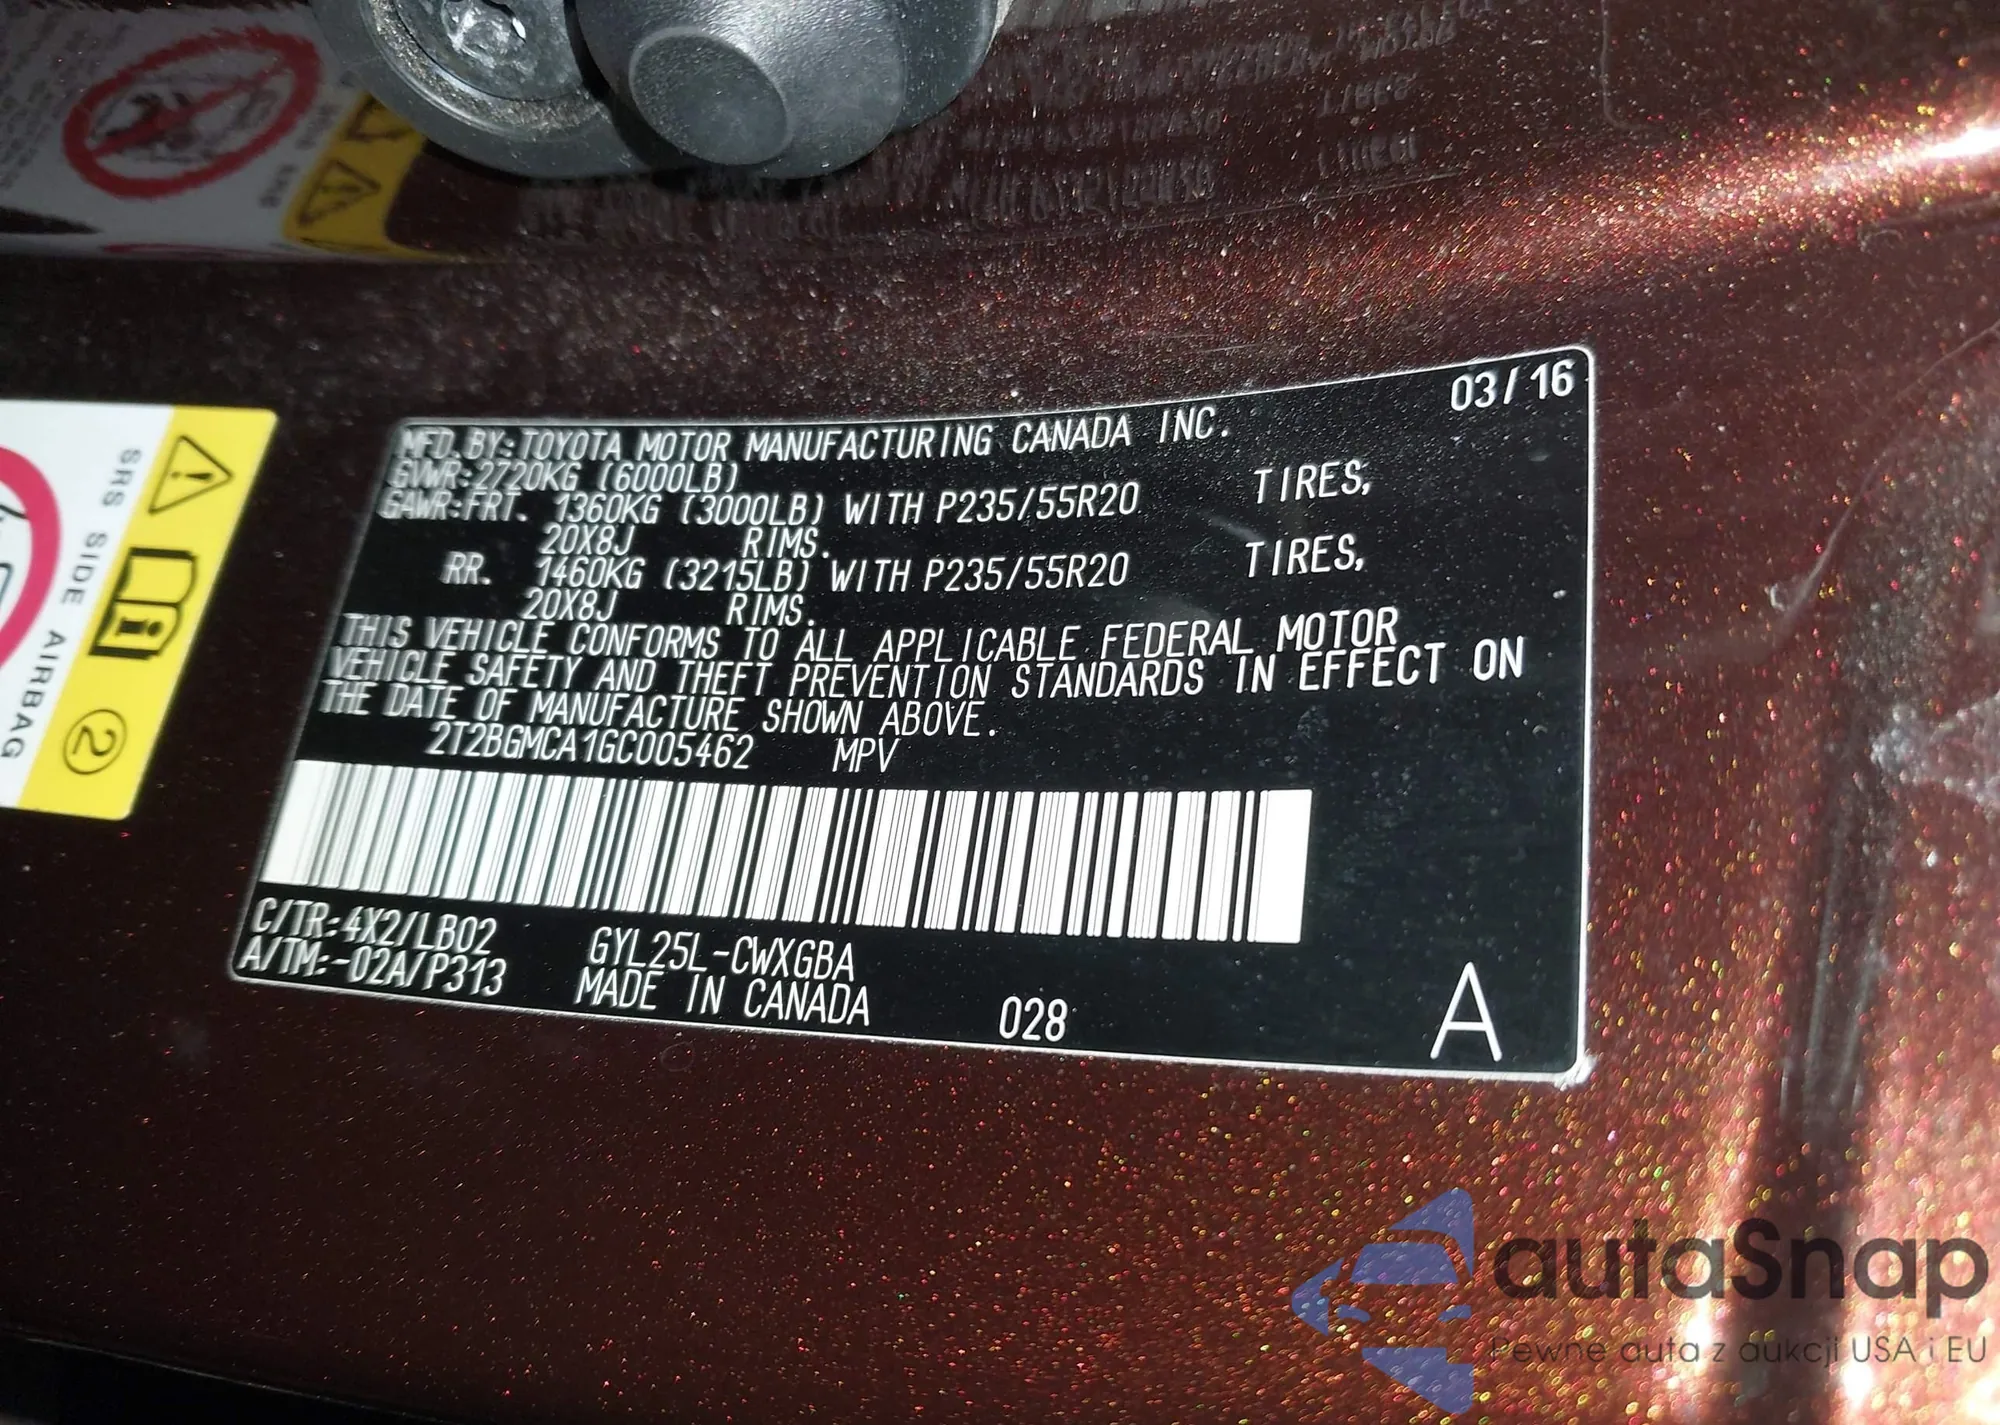 03/16
MFD.BY:TOYOTA MOTOR MANUFACTURING CANADA INC.
GVWR:2720KG (6000LB)
GAWR:FRT. 1360KG (3000LB) WITH P235/55R20 TIRES,
20X8J RIMS.
RR. 1460KG (3215LB) WITH P235/55R20 TIRES,
20X8J RIMS.
THIS VEHICLE CONFORMS TO ALL APPLICABLE FEDERAL MOTOR
VEHICLE SAFETY AND THEFT PREVENTION STANDARDS IN EFFECT ON
THE DATE OF MANUFACTURE SHOWN ABOVE.
2T2BGMCA1GC005462 MPV
C/TR:4X2/LB02 GYL25L-CWXGBA
A/TM:-02A/P313 MADE IN CANADA 028 A
SRS SIDE AIRBAG
2
autaSnap
Pewne auta z aukcji USA i EU